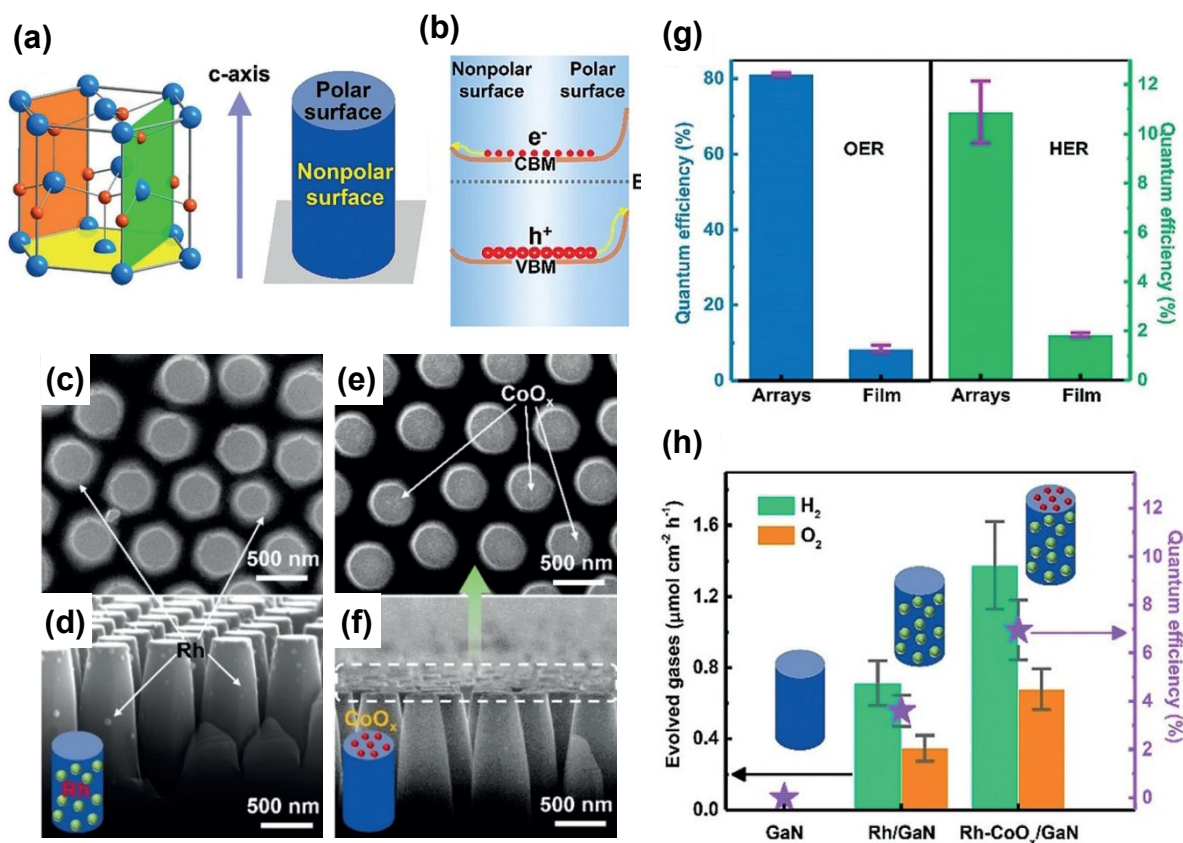 (a)
c-axis
Polar
surface
Nonpolar
surface
(b)
Nonpolar
surface
Polar
surface
e⁻
CBM
E
h⁺
VBM
(c)
500 nm
(d)
Rh
Rh
500 nm
(e)
CoOₓ
500 nm
(f)
CoOₓ
500 nm
(g)
Quantum efficiency (%)
80
60
40
20
0
OER
HER
Arrays
Film
Arrays
Film
12
10
8
6
4
2
0
Quantum efficiency (%)
(h)
Evolved gases (μmol cm⁻² h⁻¹)
1.6
1.2
0.8
0.4
0.0
H₂
O₂
GaN
Rh/GaN
Rh-CoOₓ/GaN
12
10
8
6
4
2
0
Quantum efficiency (%)